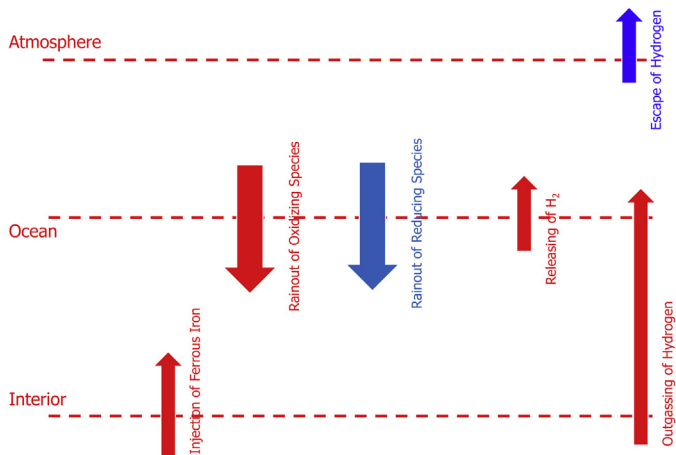 Atmosphere
Escape of Hydrogen
Rainout of Oxidizing Species
Rainout of Reducing Species
Releasing of H₂
Ocean
Injection of Ferrous Iron
Outgassing of Hydrogen
Interior